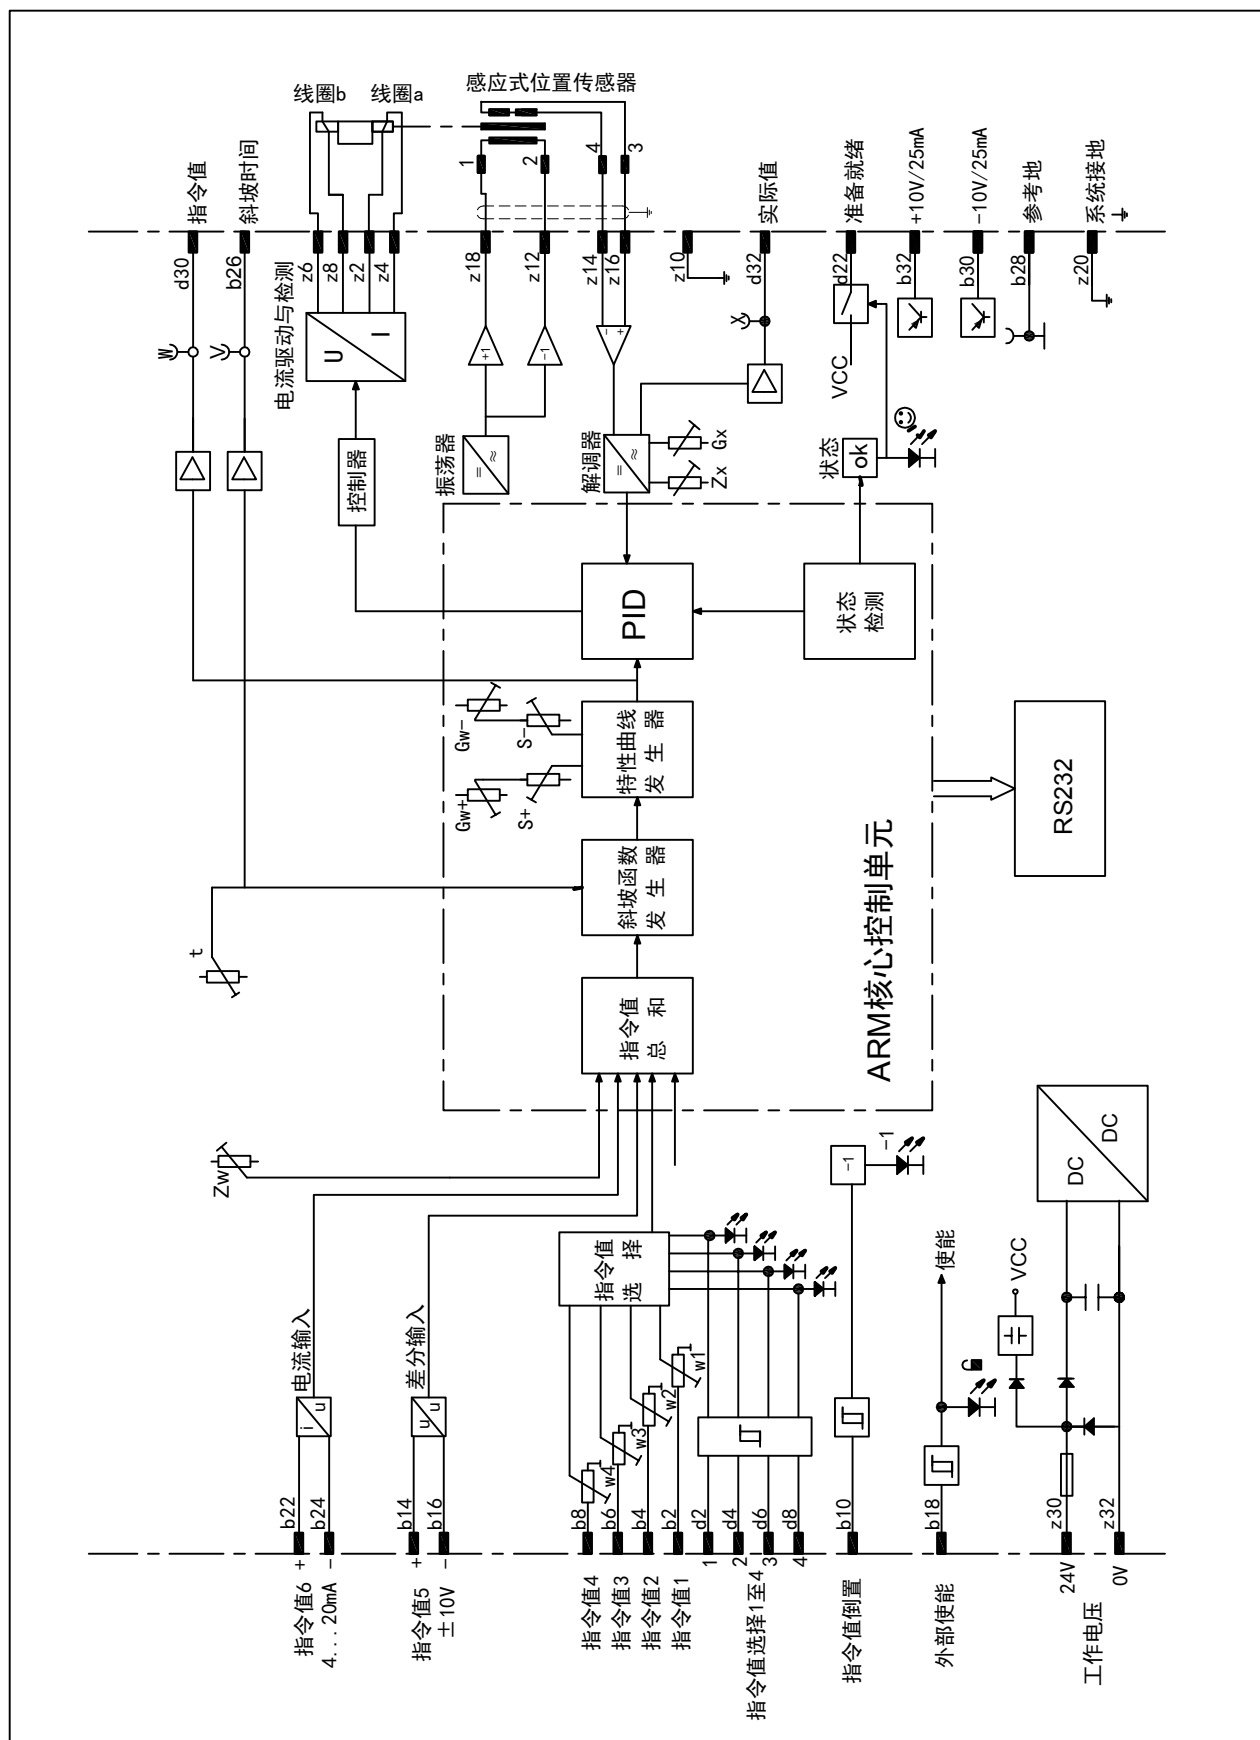 指令值6
4...20mA
+
-
b22
b24
i
u
电流输入
指令值5
±10V
+
-
b14
b16
u
u
差分输入
指令值4
指令值3
指令值2
指令值1
b8
b6
b4
b2
w4
w3
w2
w1
指令值
选 择
指令值选择1至4
1
2
3
4
d2
d4
d6
d8
指令值倒置
b10
-1
-1
外部使能
b18
使能
工作电压
24V
0V
z30
z32
VCC
DC
DC
Zw
t
指令值
总 和
斜坡函数
发 生 器
特性曲线
发 生 器
Gw+
S+
Gw-
S-
PID
状态
检测
ARM核心控制单元
RS232
控制器
电流驱动与检测
U
I
振荡器
=
≈
+1
-1
解调器
=
≈
-
+
Zx
Gx
状态
ok
VCC
W
V
X
d30
b26
z6
z8
z2
z4
z18
z12
z14
z16
z10
d32
d22
b32
b30
b28
z20
指令值
斜坡时间
线圈b
线圈a
感应式位置传感器
1
2
4
3
实际值
准备就绪
+10V/25mA
-10V/25mA
参考地
系统接地